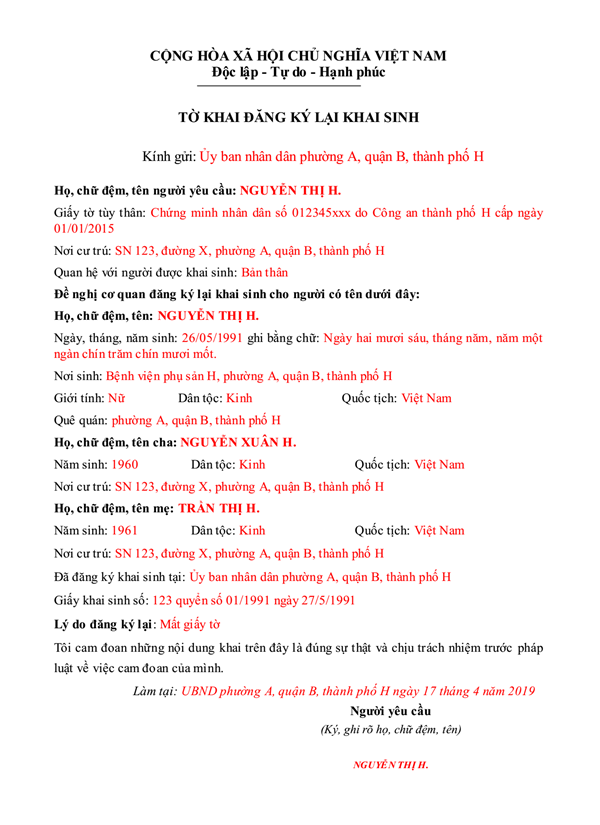 CỘNG HÒA XÃ HỘI CHỦ NGHĨA VIỆT NAM
Độc lập - Tự do - Hạnh phúc
TỜ KHAI ĐĂNG KÝ LẠI KHAI SINH
Kính gửi: Ủy ban nhân dân phường A, quận B, thành phố H
Họ, chữ đệm, tên người yêu cầu: NGUYỄN THỊ H.
Giấy tờ tùy thân: Chứng minh nhân dân số 012345xxx do Công an thành phố H cấp ngày
01/01/2015
Nơi cư trú: SN 123, đường X, phường A, quận B, thành phố H
Quan hệ với người được khai sinh: Bản thân
Đề nghị cơ quan đăng ký lại khai sinh cho người có tên dưới đây:
Họ, chữ đệm, tên: NGUYỄN THỊ H.
Ngày, tháng, năm sinh: 26/05/1991 ghi bằng chữ: Ngày hai mươi sáu, tháng năm, năm một
ngàn chín trăm chín mươi mốt.
Nơi sinh: Bệnh viện phụ sản H, phường A, quận B, thành phố H
Giới tính: Nữ Dân tộc: Kinh Quốc tịch: Việt Nam
Quê quán: phường A, quận B, thành phố H
Họ, chữ đệm, tên cha: NGUYỄN XUÂN H.
Năm sinh: 1960 Dân tộc: Kinh Quốc tịch: Việt Nam
Nơi cư trú: SN 123, đường X, phường A, quận B, thành phố H
Họ, chữ đệm, tên mẹ: TRẦN THỊ H.
Năm sinh: 1961 Dân tộc: Kinh Quốc tịch: Việt Nam
Nơi cư trú: SN 123, đường X, phường A, quận B, thành phố H
Đã đăng ký khai sinh tại: Ủy ban nhân dân phường A, quận B, thành phố H
Giấy khai sinh số: 123 quyển số 01/1991 ngày 27/5/1991
Lý do đăng ký lại: Mất giấy tờ
Tôi cam đoan những nội dung khai trên đây là đúng sự thật và chịu trách nhiệm trước pháp
luật về việc cam đoan của mình.
Làm tại: UBND phường A, quận B, thành phố H ngày 17 tháng 4 năm 2019
Người yêu cầu
(Ký, ghi rõ họ, chữ đệm, tên)
NGUYỄN THỊ H.